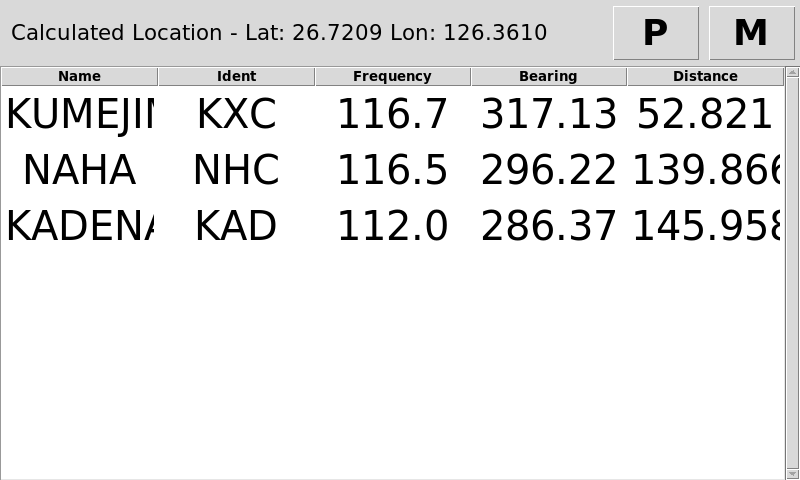 Calculated Location - Lat: 26.7209 Lon: 126.3610 P M
Name Ident Frequency Bearing Distance
KUMEJI KXC 116.7 317.13 52.821
NAHA NHC 116.5 296.22 139.866
KADENA KAD 112.0 286.37 145.958